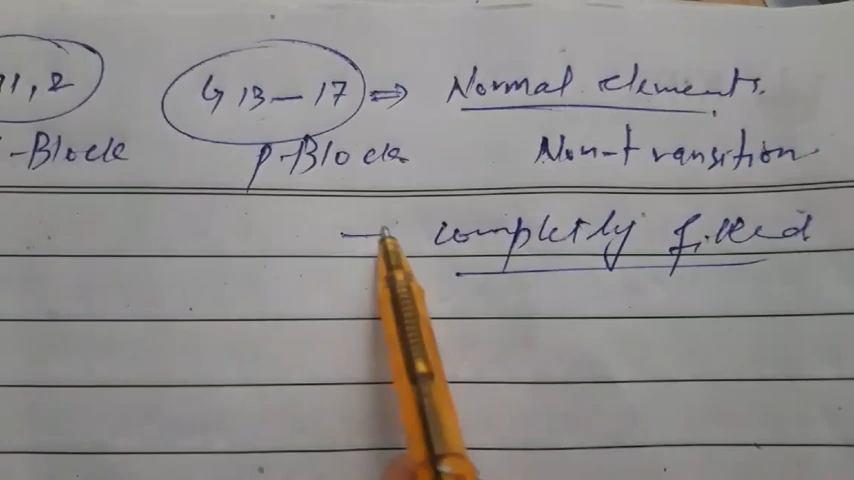 1, 2 ↳ 13 – 17 ⇒ Normal elements.
-Block p-Block Non-transition
— completly filled